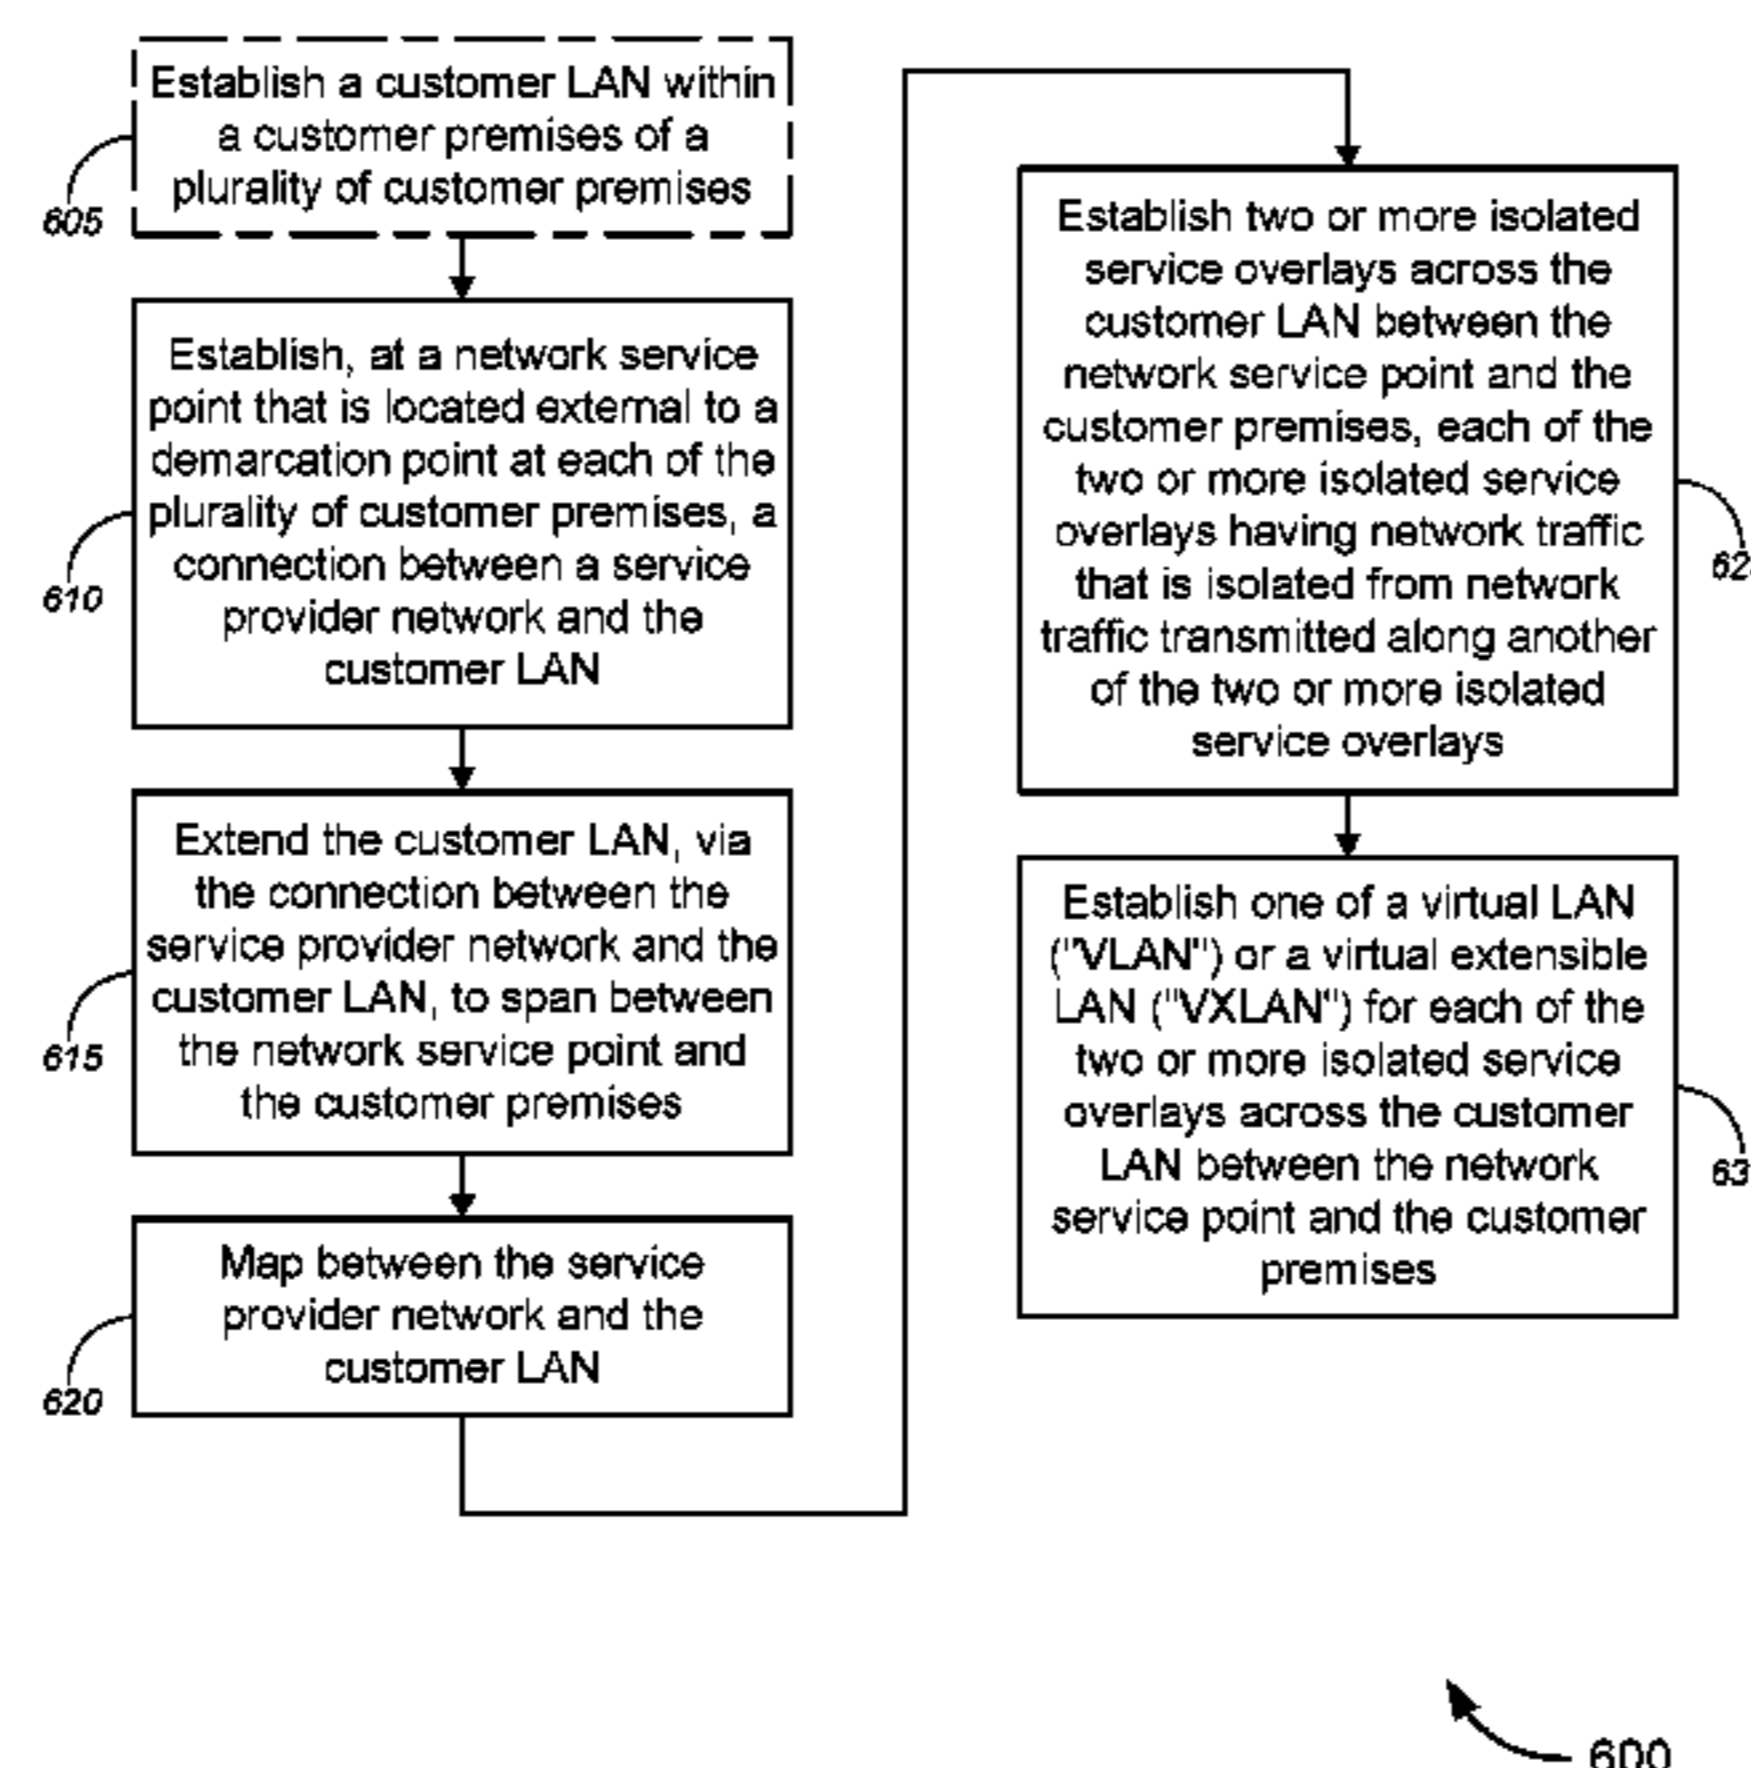 Establish a customer LAN within
a customer premises of a
plurality of customer premises
605
Establish, at a network service
point that is located external to a
demarcation point at each of the
plurality of customer premises, a
connection between a service
provider network and the
customer LAN
610
Extend the customer LAN, via
the connection between the
service provider network and the
customer LAN, to span between
the network service point and
the customer premises
615
Map between the service
provider network and the
customer LAN
620
Establish two or more isolated
service overlays across the
customer LAN between the
network service point and the
customer premises, each of the
two or more isolated service
overlays having network traffic
that is isolated from network
traffic transmitted along another
of the two or more isolated
service overlays
Establish one of a virtual LAN
("VLAN") or a virtual extensible
LAN ("VXLAN") for each of the
two or more isolated service
overlays across the customer
LAN between the network
service point and the customer
premises
600